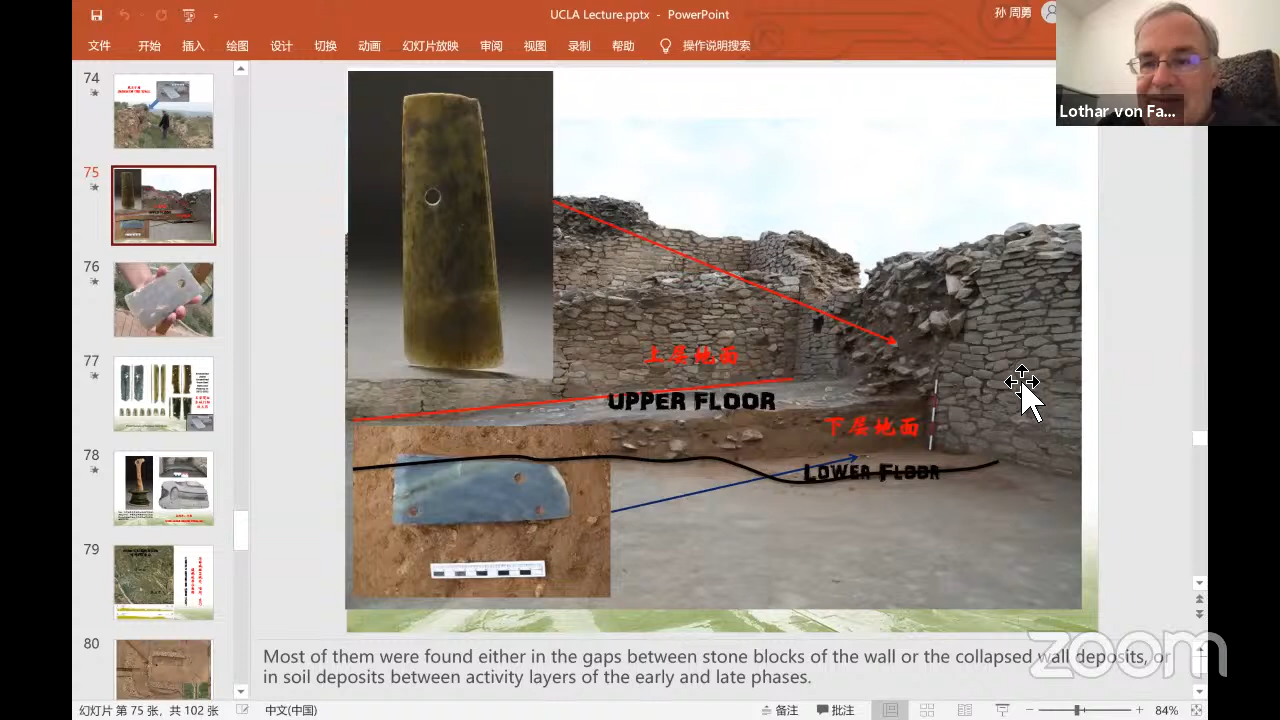 UCLA Lecture.pptx - PowerPoint
孙 周勇
文件 开始 插入 绘图 设计 切换 动画 幻灯片放映 审阅 视图 录制 帮助 操作说明搜索
Lothar von Fa...
74
75
76
77
78
79
80
上层地面
UPPER FLOOR
下层地面
LOWER FLOOR
Most of them were found either in the gaps between stone blocks of the wall or the collapsed wall deposits, or
in soil deposits between activity layers of the early and late phases.
zoom
幻灯片 第 75 张，共 102 张 中文(中国) 备注 批注 84%